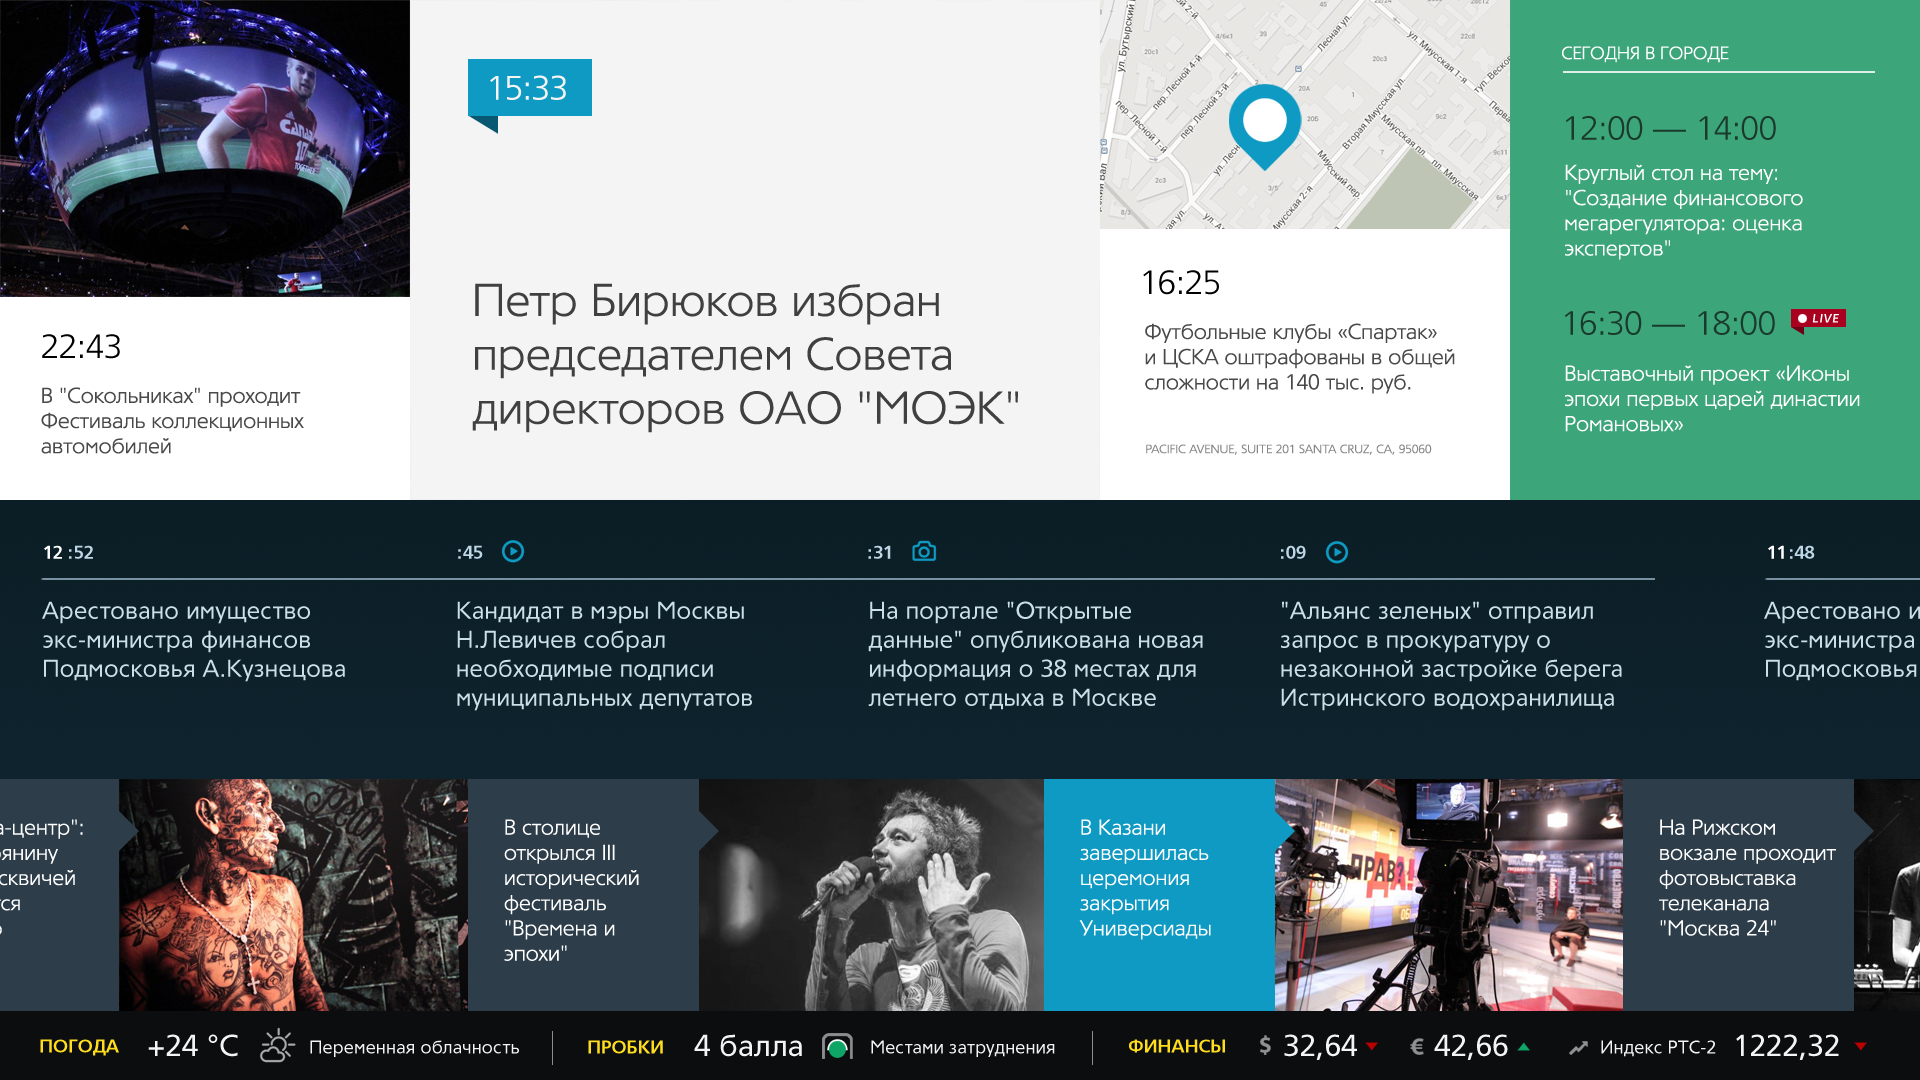 22:43
В "Сокольниках" проходит
Фестиваль коллекционных
автомобилей
15:33
Петр Бирюков избран
председателем Совета
директоров ОАО "МОЭК"
16:25
Футбольные клубы «Спартак»
и ЦСКА оштрафованы в общей
сложности на 140 тыс. руб.
PACIFIC AVENUE, SUITE 201 SANTA CRUZ, CA, 95060
СЕГОДНЯ В ГОРОДЕ
12:00 — 14:00
Круглый стол на тему:
"Создание финансового
мегарегулятора: оценка
экспертов"
16:30 — 18:00 LIVE
Выставочный проект «Иконы
эпохи первых царей династии
Романовых»
12 :52
Арестовано имущество
экс-министра финансов
Подмосковья А.Кузнецова
:45
Кандидат в мэры Москвы
Н.Левичев собрал
необходимые подписи
муниципальных депутатов
:31
На портале "Открытые
данные" опубликована новая
информация о 38 местах для
летнего отдыха в Москве
:09
"Альянс зеленых" отправил
запрос в прокуратуру о
незаконной застройке берега
Истринского водохранилища
11:48
Арестовано и
экс-министра
Подмосковья
а-центр":
янину
сквичей
ся
В столице
открылся III
исторический
фестиваль
"Времена и
эпохи"
В Казани
завершилась
церемония
закрытия
Универсиады
ПРАВДА!
На Рижском
вокзале проходит
фотовыставка
телеканала
"Москва 24"
ПОГОДА +24 °C Переменная облачность
ПРОБКИ 4 балла Местами затруднения
ФИНАНСЫ $ 32,64 € 42,66 Индекс РТС-2 1222,32